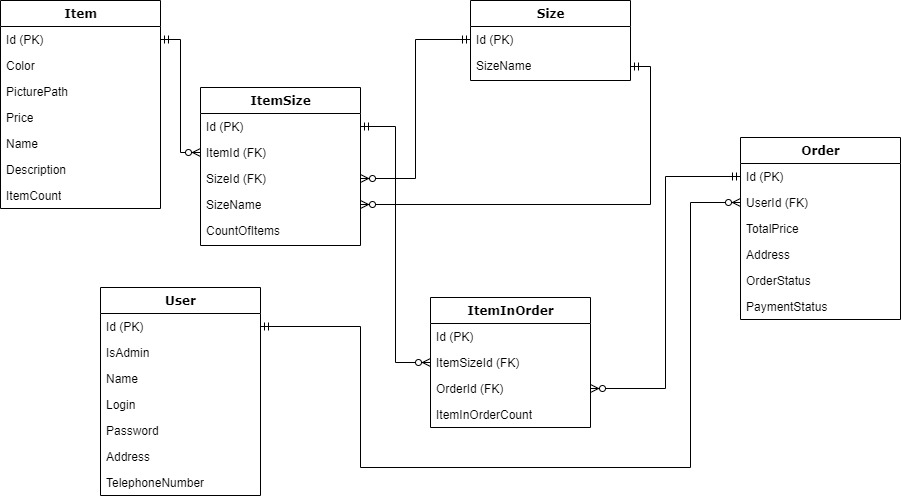 Item
Id (PK)
Color
PicturePath
Price
Name
Description
ItemCount
ItemSize
Id (PK)
ItemId (FK)
SizeId (FK)
SizeName
CountOfItems
Size
Id (PK)
SizeName
Order
Id (PK)
UserId (FK)
TotalPrice
Address
OrderStatus
PaymentStatus
User
Id (PK)
IsAdmin
Name
Login
Password
Address
TelephoneNumber
ItemInOrder
Id (PK)
ItemSizeId (FK)
OrderId (FK)
ItemInOrderCount